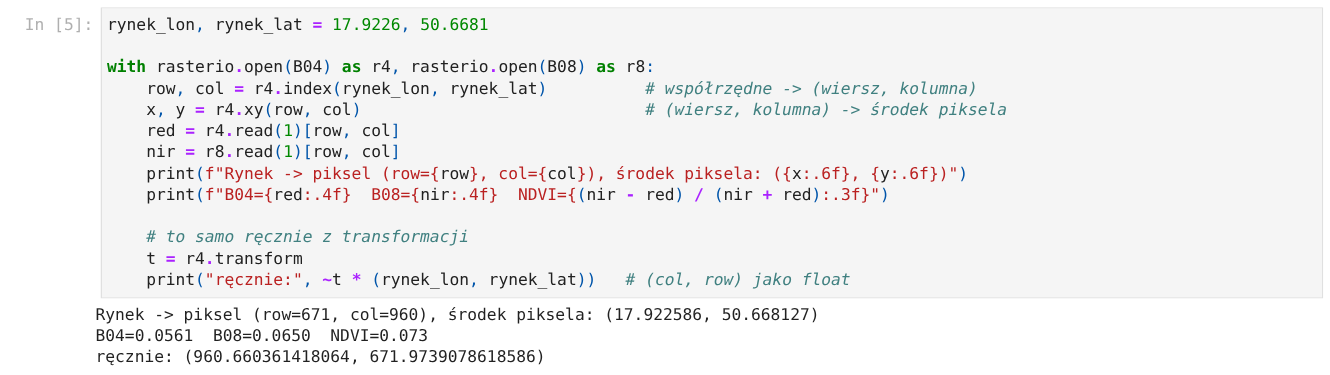 In [5]:
rynek_lon, rynek_lat = 17.9226, 50.6681

with rasterio.open(B04) as r4, rasterio.open(B08) as r8:
    row, col = r4.index(rynek_lon, rynek_lat)          # współrzędne -> (wiersz, kolumna)
    x, y = r4.xy(row, col)                             # (wiersz, kolumna) -> środek piksela
    red = r4.read(1)[row, col]
    nir = r8.read(1)[row, col]
    print(f"Rynek -> piksel (row={row}, col={col}), środek piksela: ({x:.6f}, {y:.6f})")
    print(f"B04={red:.4f}  B08={nir:.4f}  NDVI={(nir - red) / (nir + red):.3f}")

    # to samo ręcznie z transformacji
    t = r4.transform
    print("ręcznie:", ~t * (rynek_lon, rynek_lat))   # (col, row) jako float
Rynek -> piksel (row=671, col=960), środek piksela: (17.922586, 50.668127)
B04=0.0561  B08=0.0650  NDVI=0.073
ręcznie: (960.660361418064, 671.9739078618586)